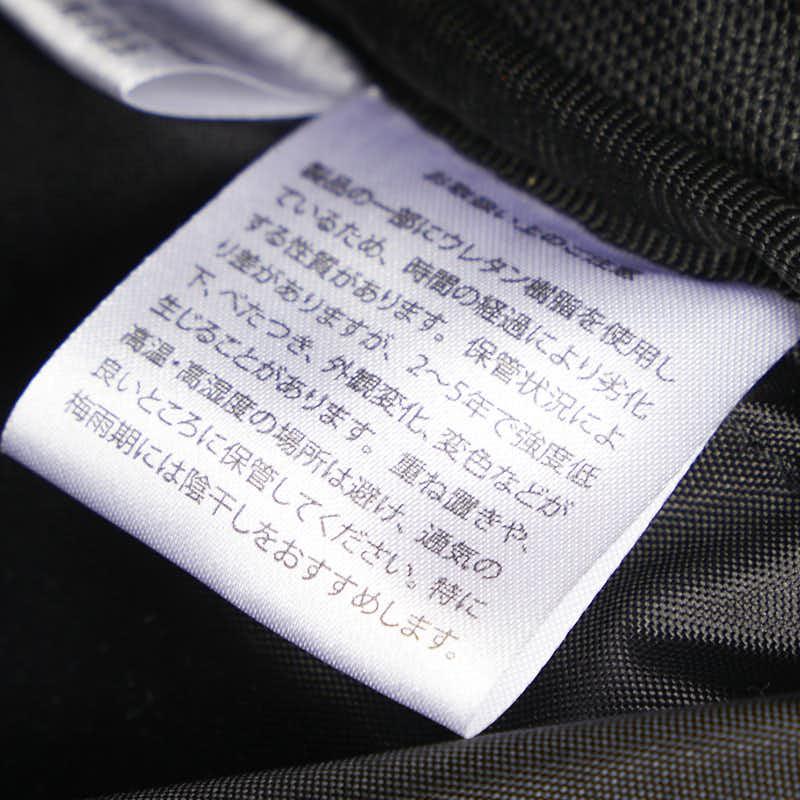 お取扱い上のご注意
製品の一部にウレタン樹脂を使用し
ているため、時間の経過により劣化
する性質があります。保管状況によ
り差がありますが、2〜5年で強度低
下、べたつき、外観変化、変色などが
生じることがあります。重ね置きや、
高温・高湿度の場所は避け、通気の
良いところに保管してください。特に
梅雨期には陰干しをおすすめします。